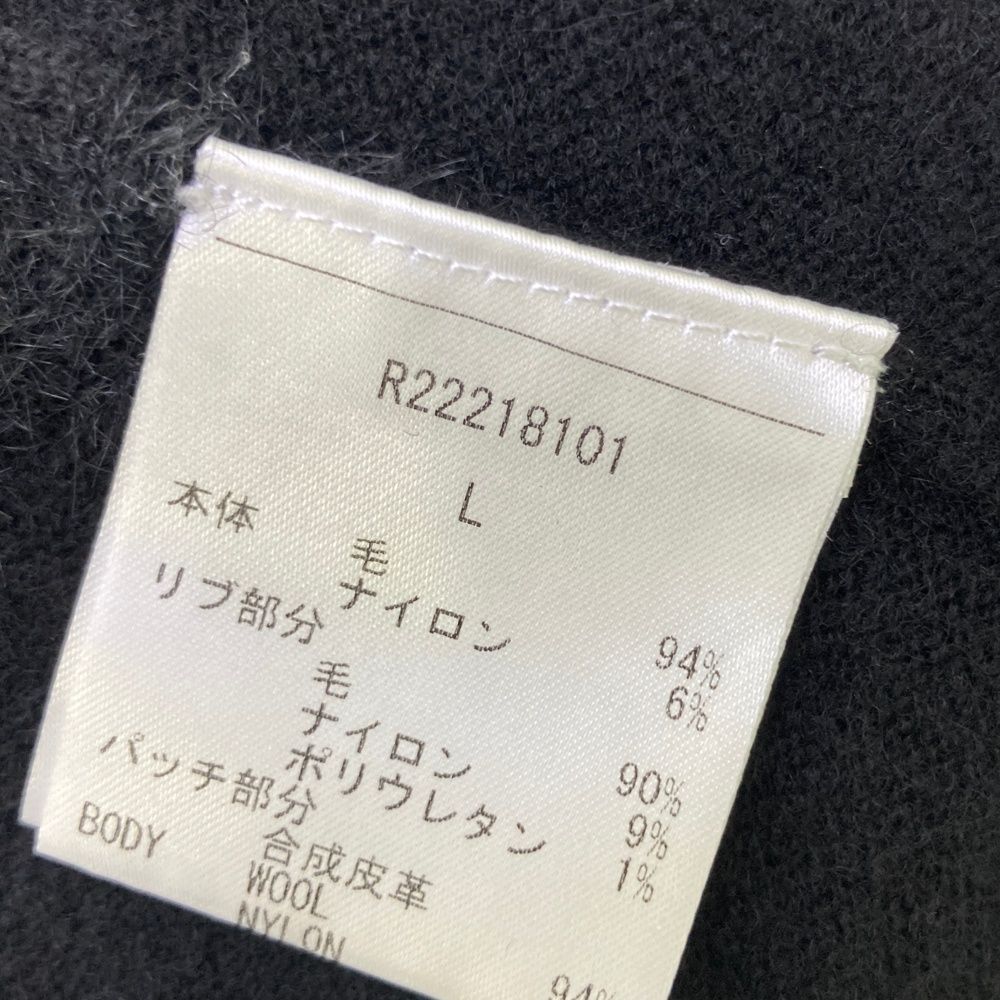 R22218101
L
本体
毛 94%
ナイロン 6%
リブ部分
毛 90%
ナイロン 9%
ポリウレタン 1%
パッチ部分
合成皮革
BODY
WOOL 94%
NYLON